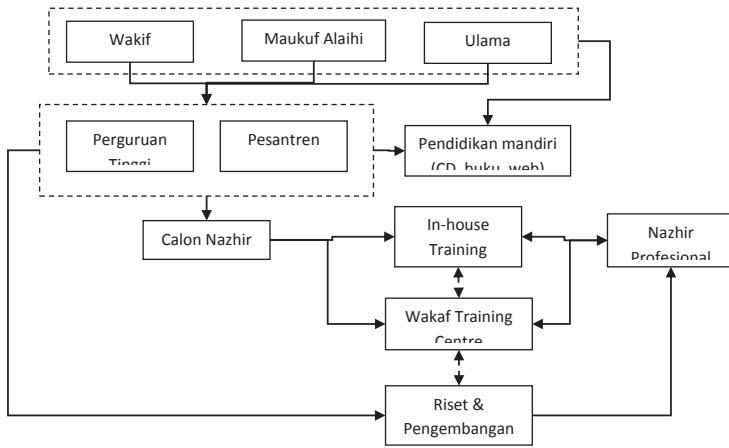 Wakif
Maukuf Alaihi
Ulama
Perguruan
Tinggi
Pesantren
Pendidikan mandiri
(CD, buku, web)
Calon Nazhir
In-house
Training
Nazhir
Profesional
Wakaf Training
Centre
Riset &
Pengembangan